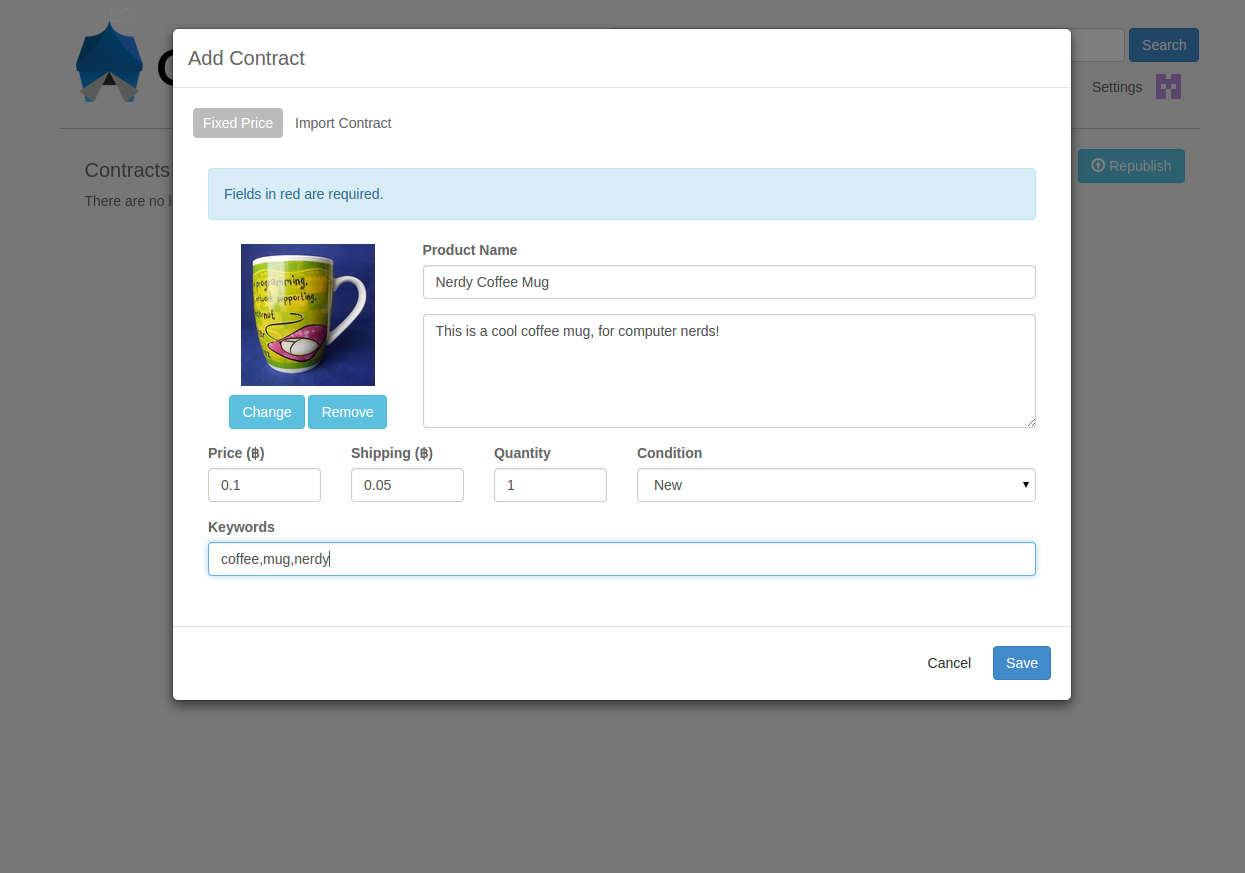 Add Contract
Search
Settings
Fixed Price Import Contract
Contracts
Republish
There are no
Fields in red are required.
programming,
supporting,
Product Name
Nerdy Coffee Mug
This is a cool coffee mug, for computer nerds!
Change Remove
Price (฿) Shipping (฿) Quantity Condition
0.1 0.05 1 New
Keywords
coffee,mug,nerdy
Cancel Save